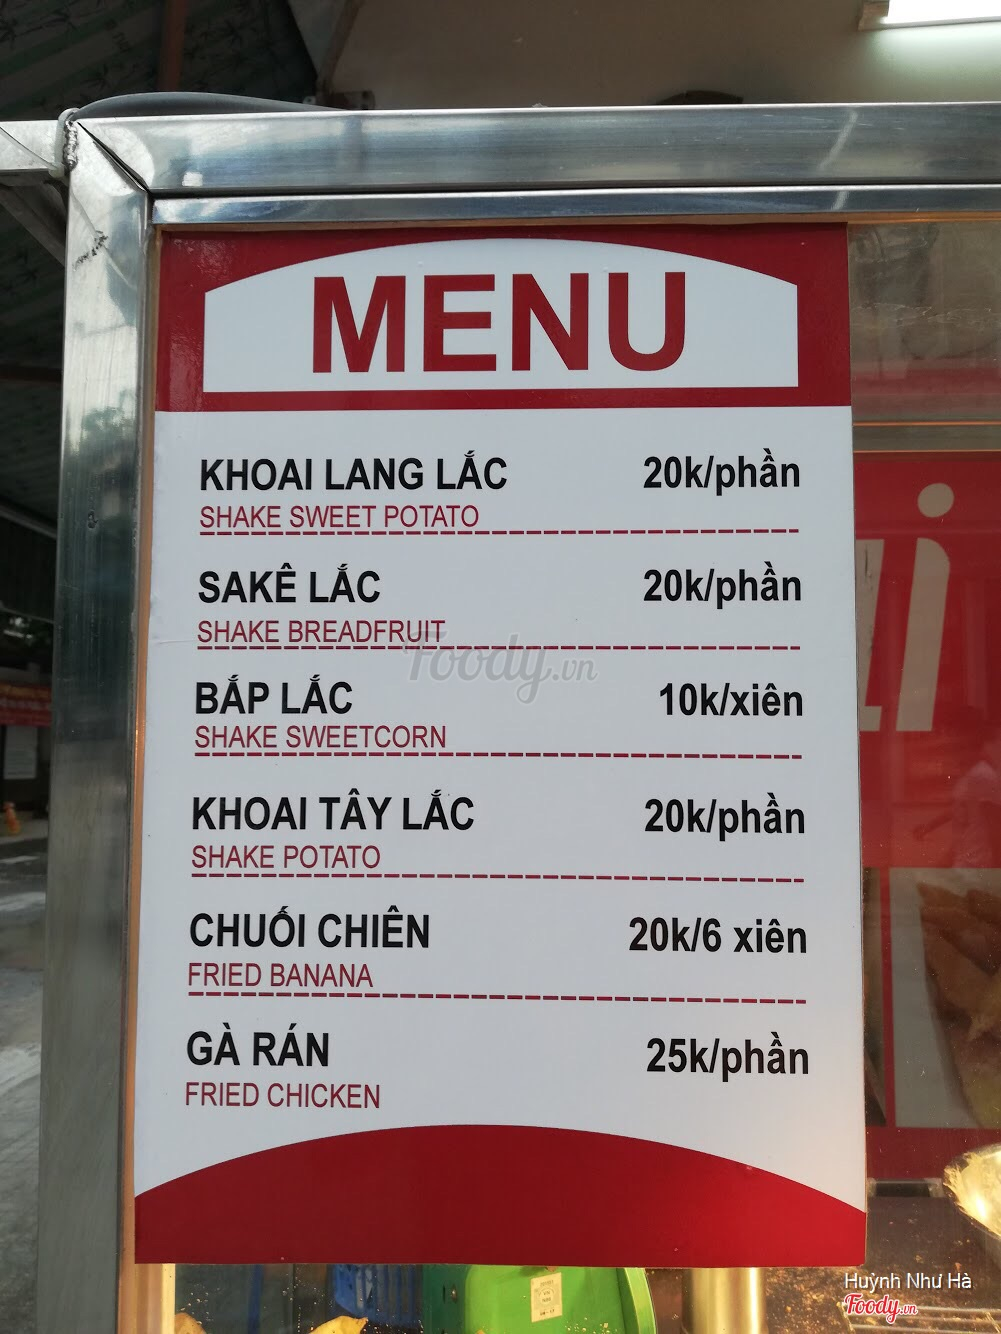 MENU
KHOAI LANG LẮC 20k/phần
SHAKE SWEET POTATO
SAKÊ LẮC 20k/phần
SHAKE BREADFRUIT
Foody.vn
BẮP LẮC 10k/xiên
SHAKE SWEETCORN
KHOAI TÂY LẮC 20k/phần
SHAKE POTATO
CHUỐI CHIÊN 20k/6 xiên
FRIED BANANA
GÀ RÁN 25k/phần
FRIED CHICKEN
Huỳnh Như Hà
Foody.vn